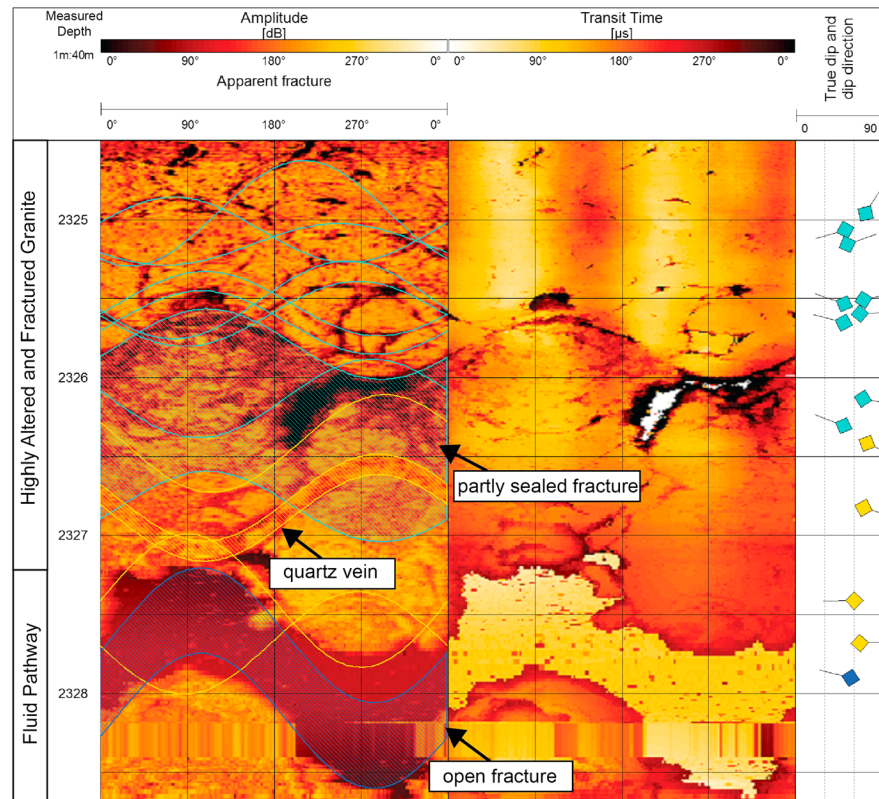 Measured
Depth
1m:40m
Amplitude
[dB]
Transit Time
[µs]
0° 90° 180° 270° 0° 0° 90° 180° 270° 0°
Apparent fracture
0° 90° 180° 270° 0°
True dip and
dip direction
0 90
Highly Altered and Fractured Granite
Fluid Pathway
2325
2326
2327
2328
partly sealed fracture
quartz vein
open fracture